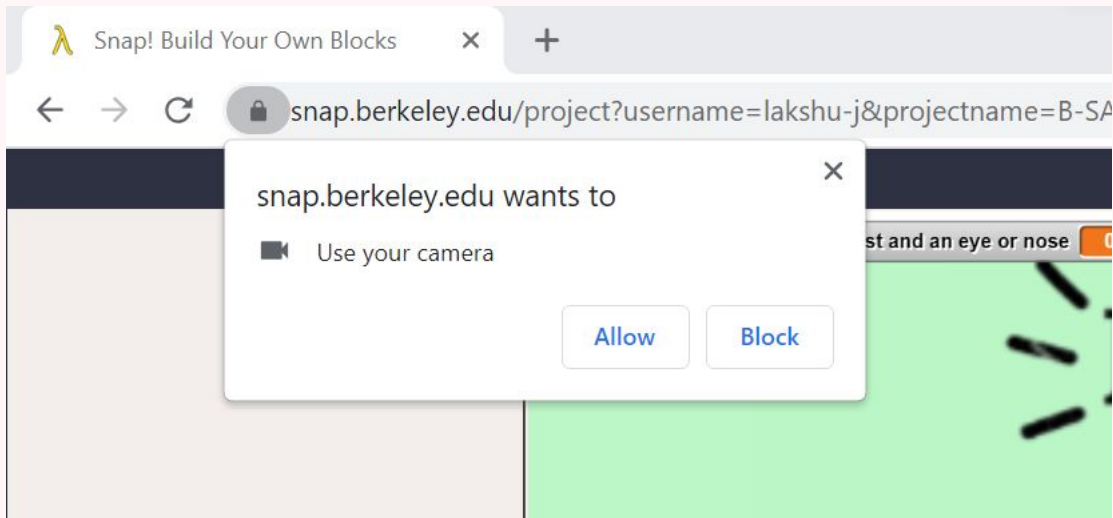 Snap! Build Your Own Blocks
snap.berkeley.edu/project?username=lakshu-j&projectname=B-SA
snap.berkeley.edu wants to
Use your camera
st and an eye or nose 0
Allow Block